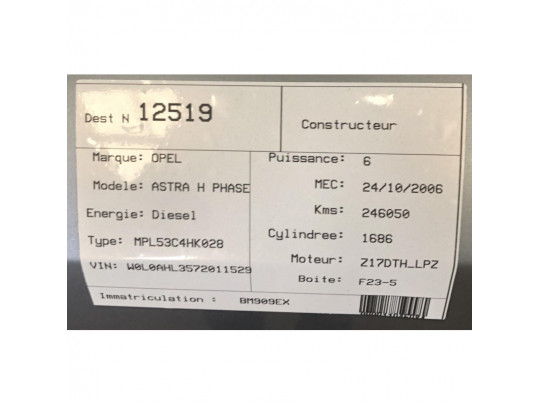 Dest N 12519
Constructeur
Marque: OPEL
Modele: ASTRA H PHASE
Energie: Diesel
Type: MPL53C4HK028
VIN: W0L0AHL3572011529
Puissance: 6
MEC: 24/10/2006
Kms: 246050
Cylindree: 1686
Moteur: Z17DTH_LPZ
Boite: F23-5
Immatriculation : BM909EX